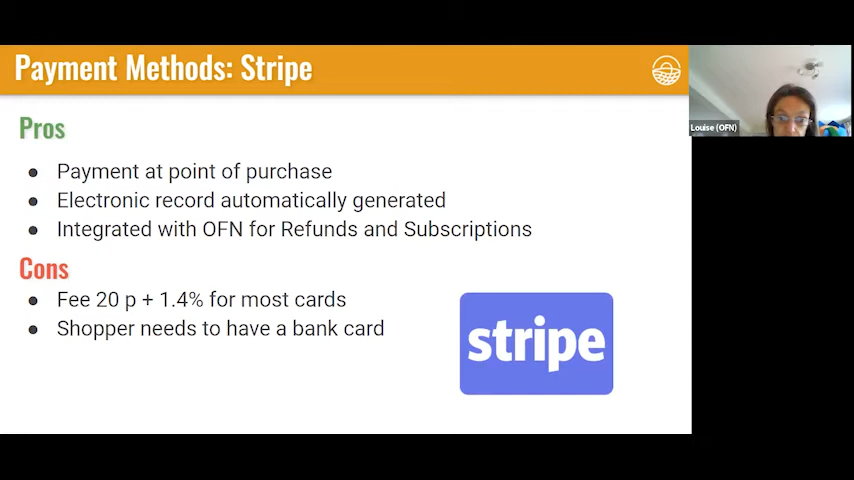 Payment Methods: Stripe
Louise (OFN)
Pros
● Payment at point of purchase
● Electronic record automatically generated
● Integrated with OFN for Refunds and Subscriptions
Cons
● Fee 20 p + 1.4% for most cards
● Shopper needs to have a bank card
stripe